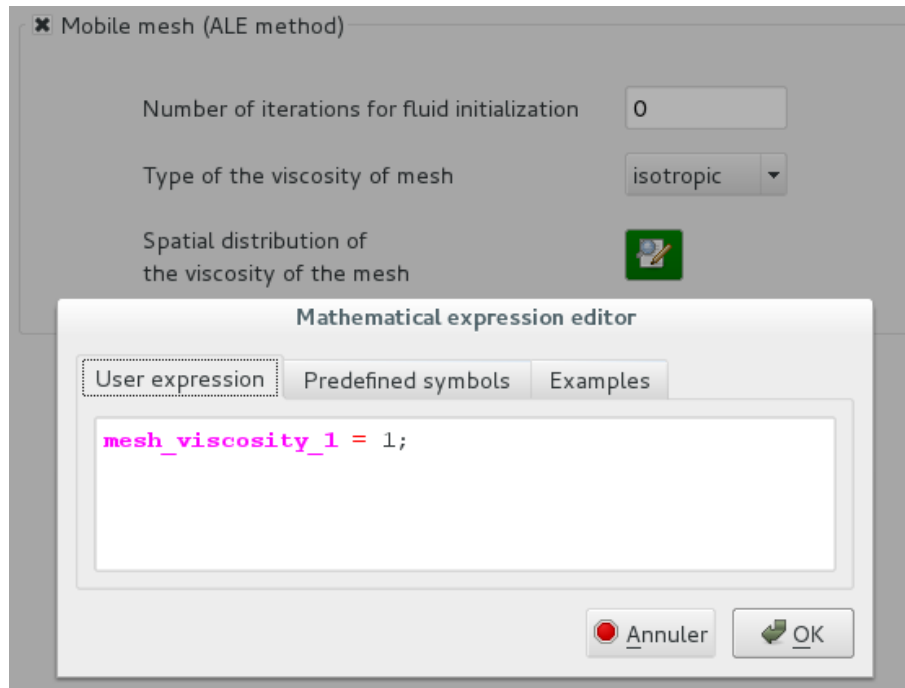 Mobile mesh (ALE method)
Number of iterations for fluid initialization
0
Type of the viscosity of mesh
isotropic
Spatial distribution of
the viscosity of the mesh
Mathematical expression editor
User expression
Predefined symbols
Examples
mesh_viscosity_1 = 1;
Annuler
OK